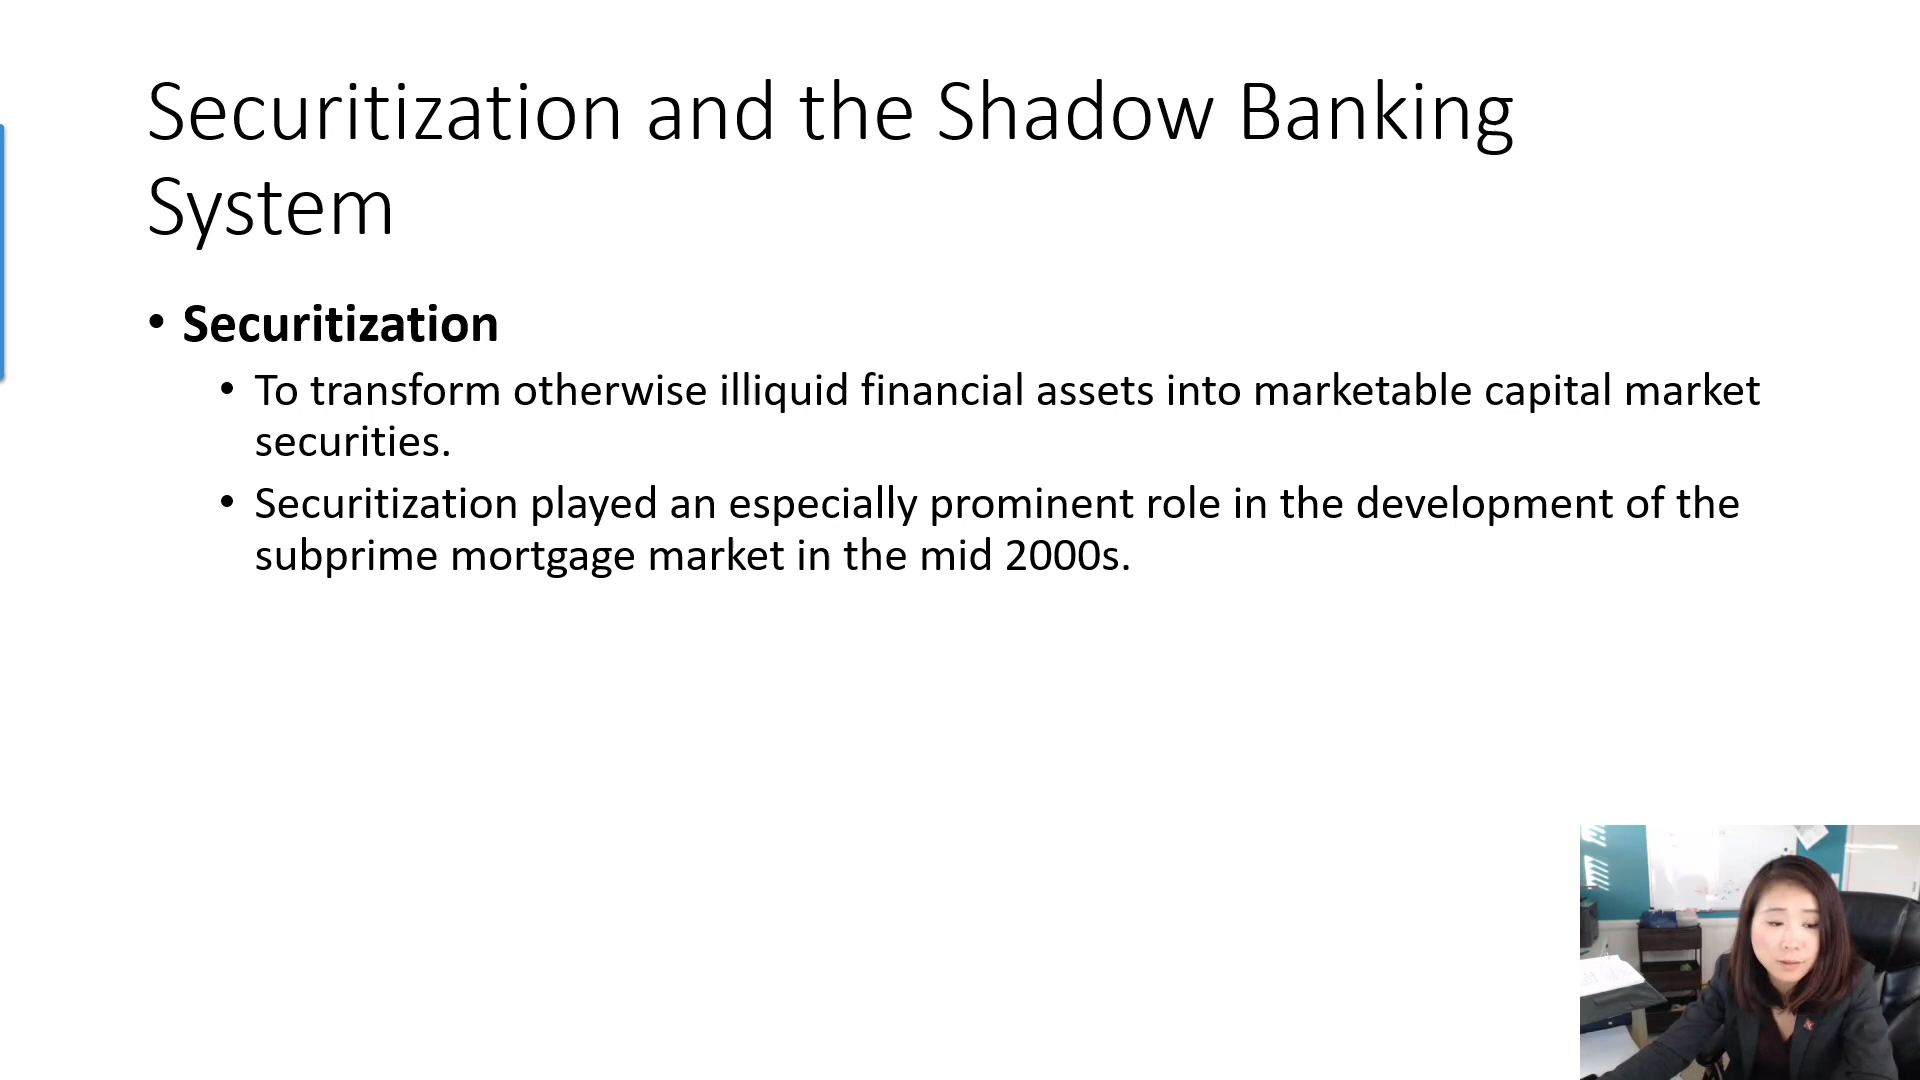 Securitization and the Shadow Banking
System
• Securitization
• To transform otherwise illiquid financial assets into marketable capital market
securities.
• Securitization played an especially prominent role in the development of the
subprime mortgage market in the mid 2000s.